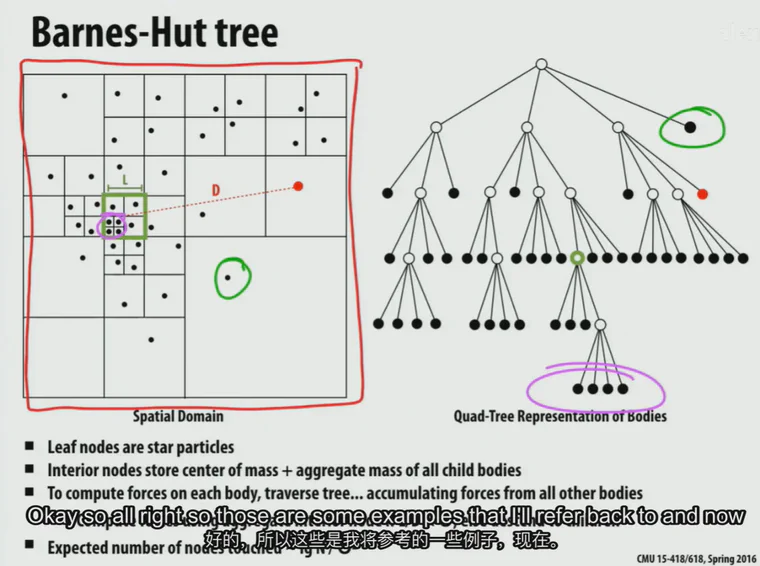 Barnes-Hut tree
L
D
Spatial Domain
Quad-Tree Representation of Bodies
Leaf nodes are star particles
Interior nodes store center of mass + aggregate mass of all child bodies
To compute forces on each body, traverse tree... accumulating forces from all other bodies
Okay so all right so those are some examples that I'll refer back to and now
好的，所以这些是我将参考的一些例子，现在。
Expected number of nodes touched
CMU 15-418/618, Spring 2016